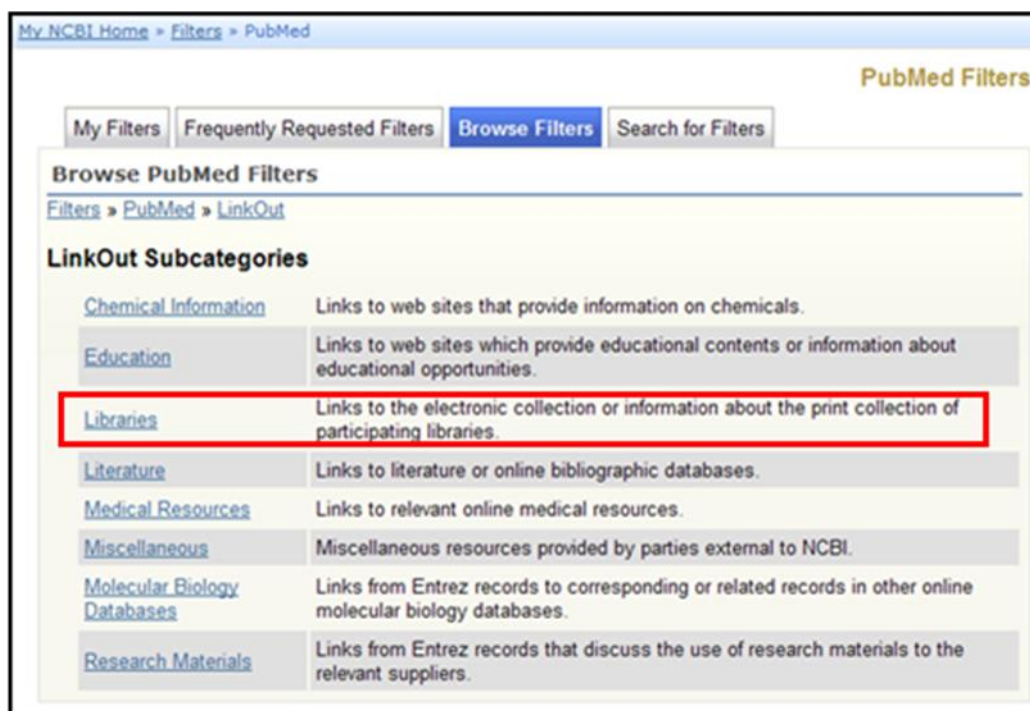 My NCBI Home » Filters » PubMed
PubMed Filters
My Filters Frequently Requested Filters Browse Filters Search for Filters
Browse PubMed Filters
Filters » PubMed » LinkOut
LinkOut Subcategories
Chemical Information Links to web sites that provide information on chemicals.
Education Links to web sites which provide educational contents or information about
educational opportunities.
Libraries Links to the electronic collection or information about the print collection of
participating libraries.
Literature Links to literature or online bibliographic databases.
Medical Resources Links to relevant online medical resources.
Miscellaneous Miscellaneous resources provided by parties external to NCBI.
Molecular Biology Links from Entrez records to corresponding or related records in other online
Databases molecular biology databases.
Research Materials Links from Entrez records that discuss the use of research materials to the
relevant suppliers.